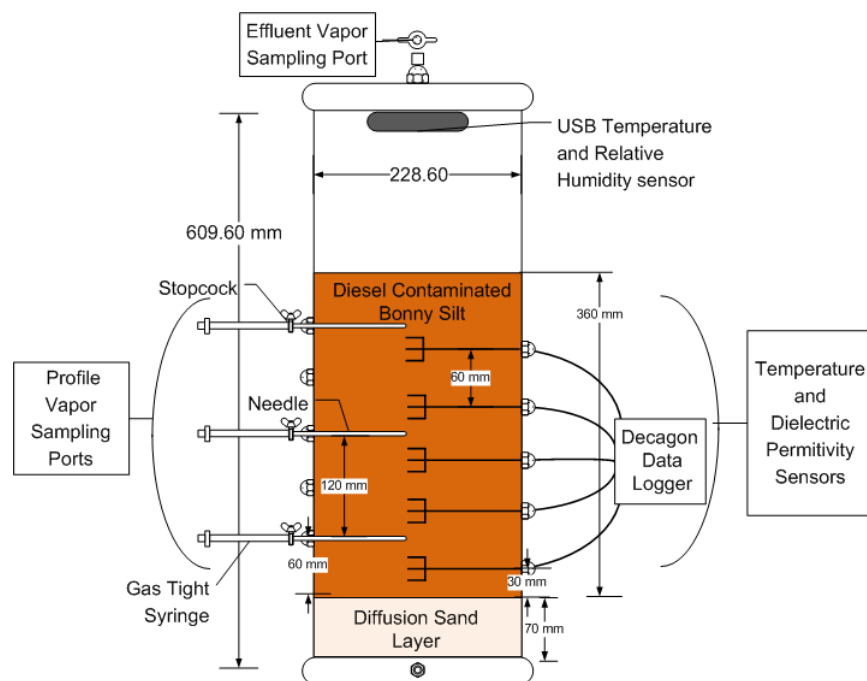 Effluent Vapor
Sampling Port
USB Temperature
and Relative
Humidity sensor
228.60
609.60 mm
Stopcock
Diesel Contaminated
Bonny Silt
360 mm
60 mm
Profile
Vapor
Sampling
Ports
Needle
120 mm
Decagon
Data
Logger
Temperature
and
Dielectric
Permitivity
Sensors
60 mm
30 mm
Gas Tight
Syringe
Diffusion Sand
Layer
70 mm